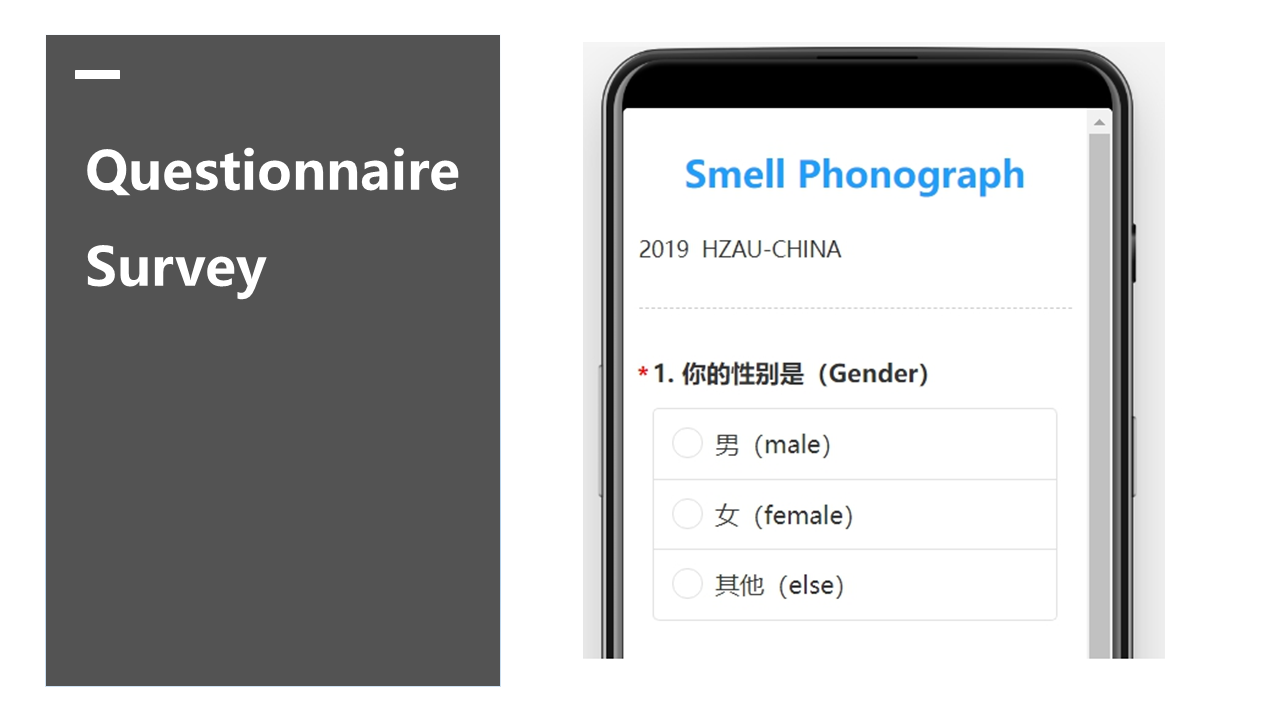 Questionnaire
Survey
Smell Phonograph
2019 HZAU-CHINA
*1. 你的性别是（Gender）
男（male）
女（female）
其他（else）